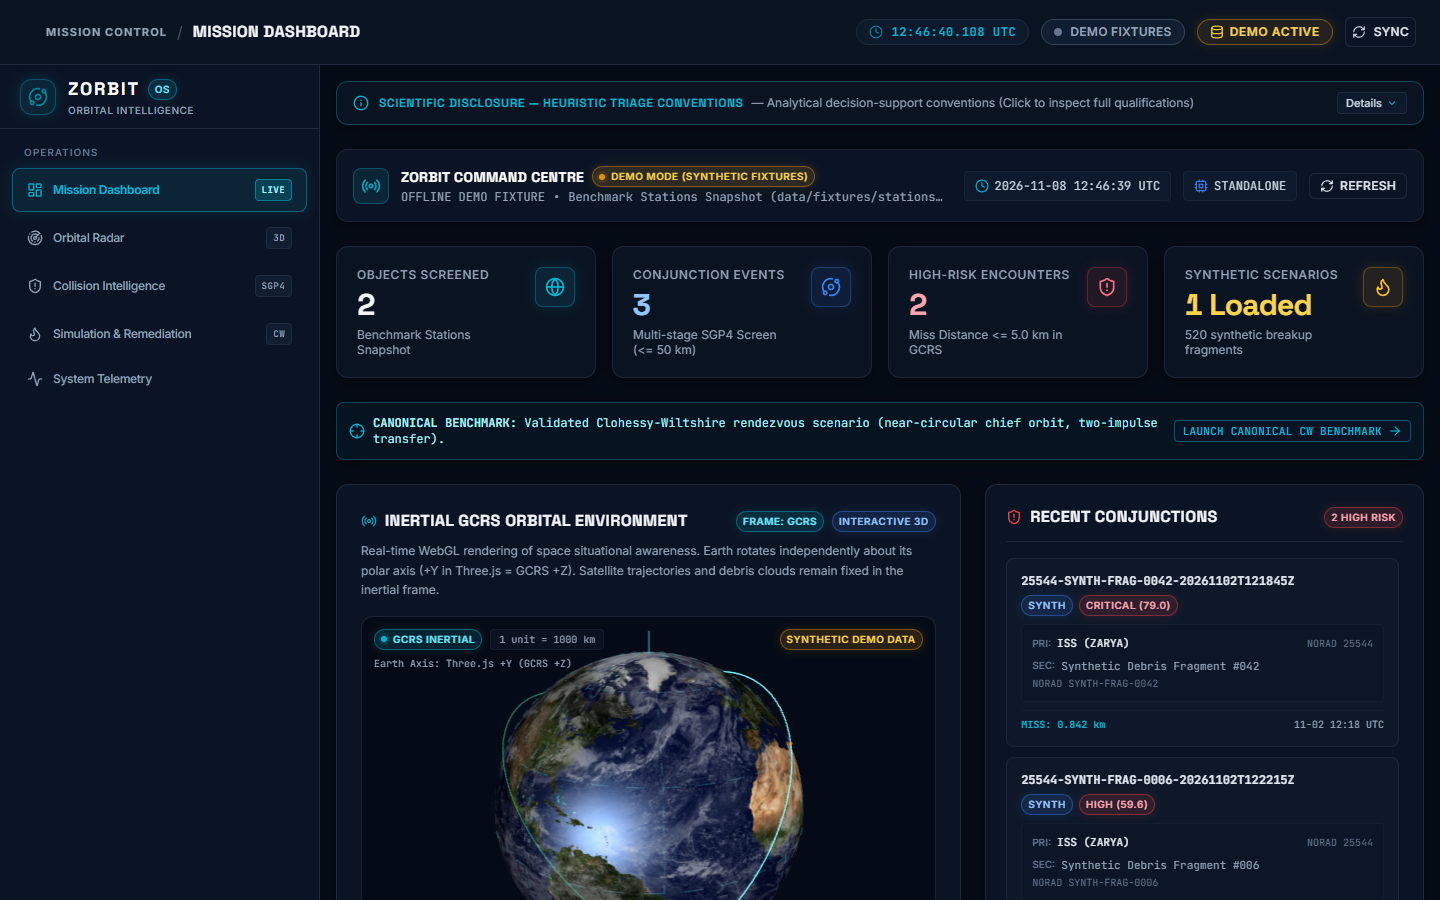 MISSION CONTROL / MISSION DASHBOARD
12:46:40.108 UTC
DEMO FIXTURES
DEMO ACTIVE
SYNC
ZORBIT OS
ORBITAL INTELLIGENCE
OPERATIONS
Mission Dashboard LIVE
Orbital Radar 3D
Collision Intelligence SGP4
Simulation & Remediation CW
System Telemetry
SCIENTIFIC DISCLOSURE — HEURISTIC TRIAGE CONVENTIONS — Analytical decision-support conventions (Click to inspect full qualifications)
Details
ZORBIT COMMAND CENTRE DEMO MODE (SYNTHETIC FIXTURES)
OFFLINE DEMO FIXTURE • Benchmark Stations Snapshot (data/fixtures/stations…
2026-11-08 12:46:39 UTC
STANDALONE
REFRESH
OBJECTS SCREENED
2
Benchmark Stations
Snapshot
CONJUNCTION EVENTS
3
Multi-stage SGP4 Screen
(<= 50 km)
HIGH-RISK ENCOUNTERS
2
Miss Distance <= 5.0 km in
GCRS
SYNTHETIC SCENARIOS
1 Loaded
520 synthetic breakup
fragments
CANONICAL BENCHMARK: Validated Clohessy-Wiltshire rendezvous scenario (near-circular chief orbit, two-impulse
transfer).
LAUNCH CANONICAL CW BENCHMARK →
INERTIAL GCRS ORBITAL ENVIRONMENT
FRAME: GCRS
INTERACTIVE 3D
Real-time WebGL rendering of space situational awareness. Earth rotates independently about its
polar axis (+Y in Three.js = GCRS +Z). Satellite trajectories and debris clouds remain fixed in the
inertial frame.
GCRS INERTIAL
1 unit = 1000 km
SYNTHETIC DEMO DATA
Earth Axis: Three.js +Y (GCRS +Z)
RECENT CONJUNCTIONS
2 HIGH RISK
25544-SYNTH-FRAG-0042-20261102T121845Z
SYNTH
CRITICAL (79.0)
PRI: ISS (ZARYA) NORAD 25544
SEC: Synthetic Debris Fragment #042
NORAD SYNTH-FRAG-0042
MISS: 0.842 km 11-02 12:18 UTC
25544-SYNTH-FRAG-0006-20261102T122215Z
SYNTH
HIGH (59.6)
PRI: ISS (ZARYA) NORAD 25544
SEC: Synthetic Debris Fragment #006
NORAD SYNTH-FRAG-0006